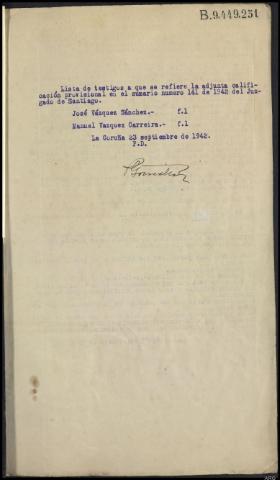 B.9.449.251
Lista de testigos a que se refiere la adjunta califi-
cación provisional en el sumario numero 141 de 1942 del Juz-
gado de Santiago.
José Vázquez Sánchez.- f.1
Manuel Vazquez Carreira.- f.1
La Coruña 23 septiembre de 1942.
P.D.